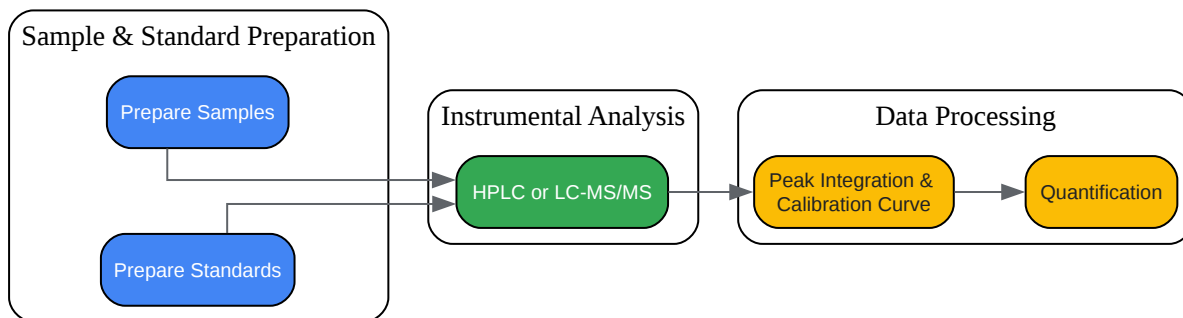 Sample & Standard Preparation
Prepare Samples
Prepare Standards
Instrumental Analysis
HPLC or LC-MS/MS
Data Processing
Peak Integration &
Calibration Curve
Quantification